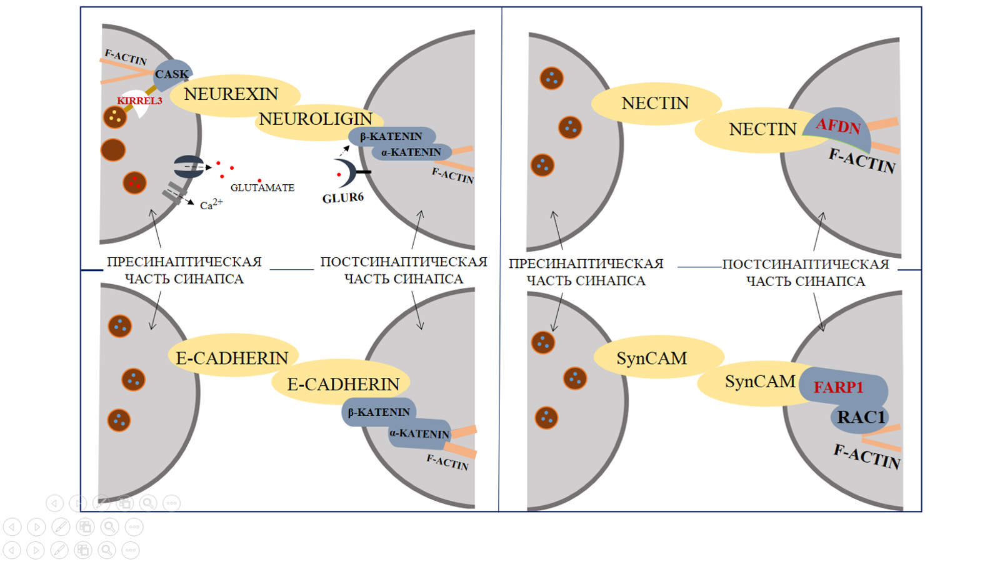 F-ACTIN
CASK
KIRREL3
NEUREXIN
NEUROLIGIN
β-KATENIN
α-KATENIN
F-ACTIN
GLUTAMATE
Ca2+
GLUR6
ПРЕСИНАПТИЧЕСКАЯ
ЧАСТЬ СИНАПСА
ПОСТСИНАПТИЧЕСКАЯ
ЧАСТЬ СИНАПСА
NECTIN
NECTIN
AFDN
F-ACTIN
ПРЕСИНАПТИЧЕСКАЯ
ЧАСТЬ СИНАПСА
ПОСТСИНАПТИЧЕСКАЯ
ЧАСТЬ СИНАПСА
E-CADHERIN
E-CADHERIN
β-KATENIN
α-KATENIN
F-ACTIN
SynCAM
SynCAM
FARP1
RAC1
F-ACTIN